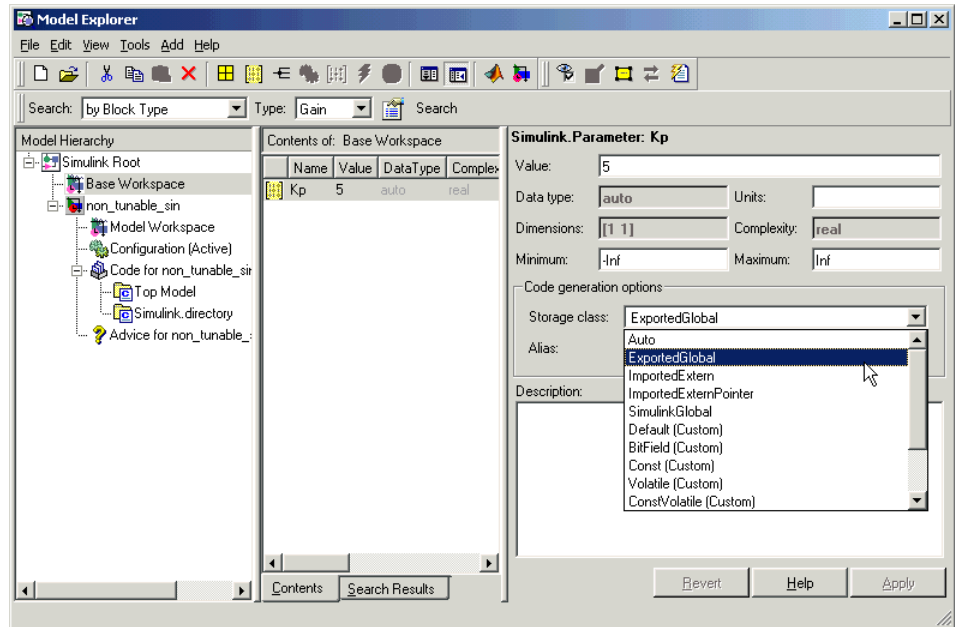 Model Explorer
File Edit View Tools Add Help
Search: by Block Type Type: Gain Search
Model Hierarchy
Simulink Root
Base Workspace
non_tunable_sin
Model Workspace
Configuration (Active)
Code for non_tunable_sin
Top Model
Simulink.directory
Advice for non_tunable_
Contents of: Base Workspace
Name Value DataType Complex
Kp 5 auto real
Contents Search Results
Simulink.Parameter: Kp
Value: 5
Data type: auto Units:
Dimensions: [1 1] Complexity: real
Minimum: -Inf Maximum: Inf
Code generation options
Storage class: ExportedGlobal
Alias:
Auto
ExportedGlobal
ImportedExtern
ImportedExternPointer
SimulinkGlobal
Default (Custom)
BitField (Custom)
Const (Custom)
Volatile (Custom)
ConstVolatile (Custom)
Description:
Revert Help Apply